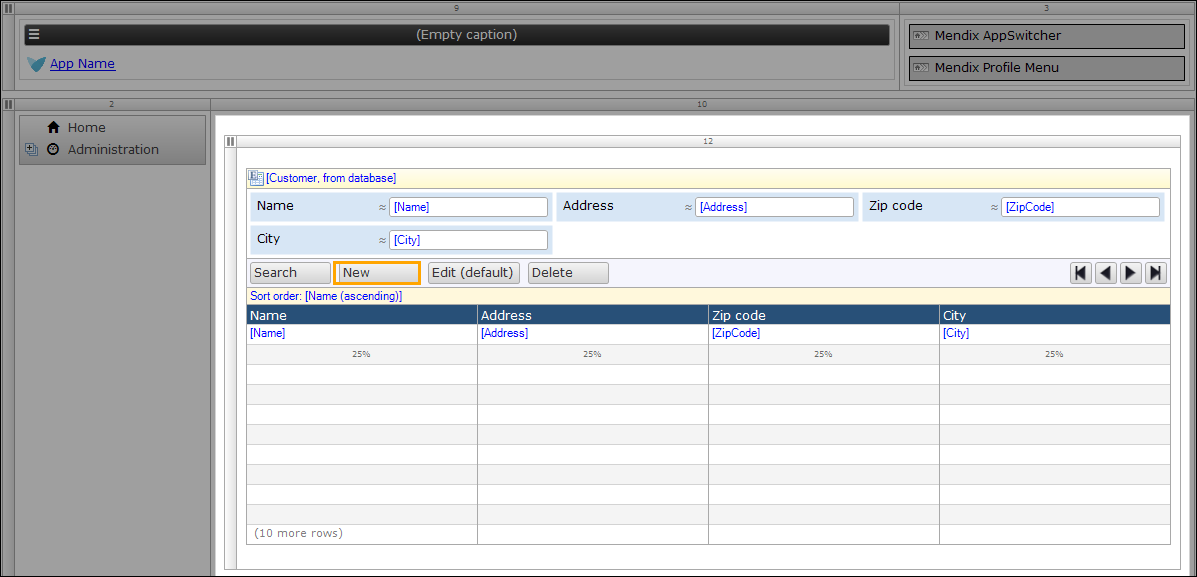 9
3
(Empty caption)
Mendix AppSwitcher
App Name
Mendix Profile Menu
2
10
Home
Administration
12
[Customer, from database]
Name ≈ [Name] Address ≈ [Address] Zip code ≈ [ZipCode]
City ≈ [City]
Search New Edit (default) Delete
Sort order: [Name (ascending)]
Name Address Zip code City
[Name] [Address] [ZipCode] [City]
25% 25% 25% 25%
(10 more rows)